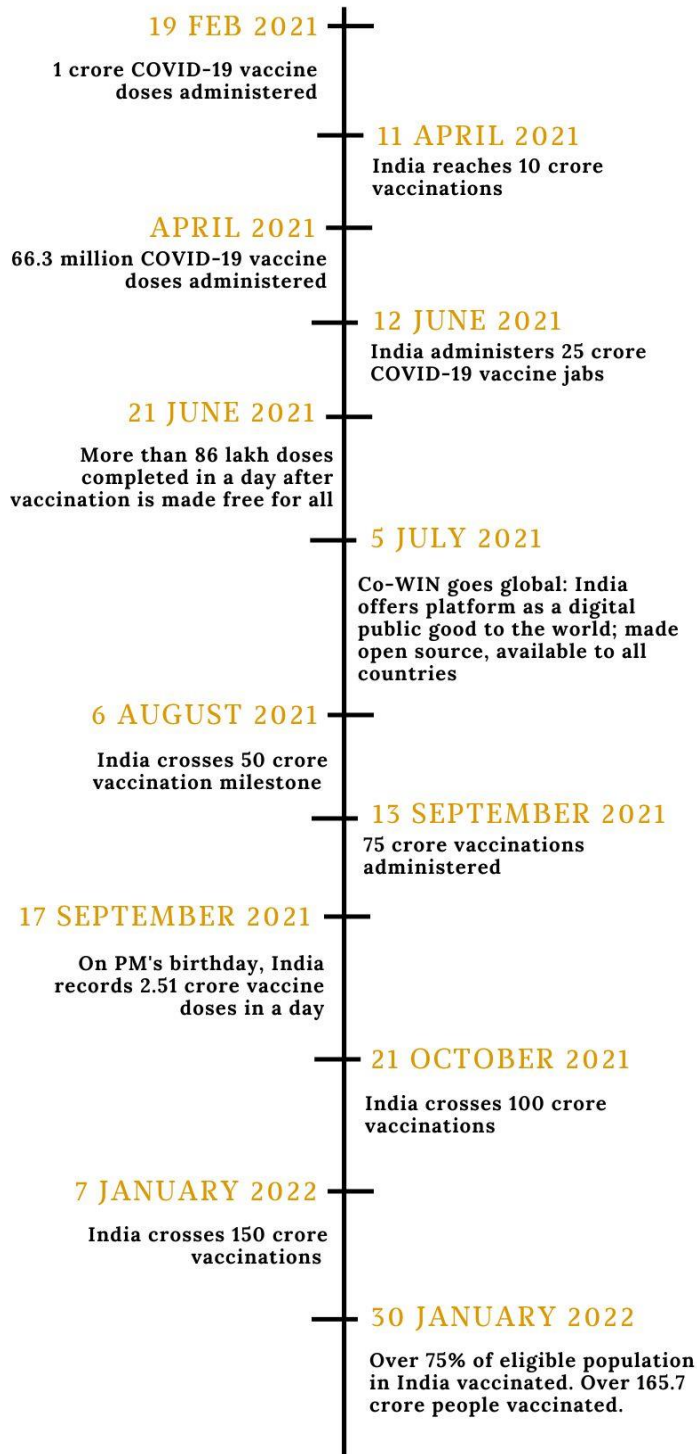 19 FEB 2021
1 crore COVID-19 vaccine
doses administered
11 APRIL 2021
India reaches 10 crore
vaccinations
APRIL 2021
66.3 million COVID-19 vaccine
doses administered
12 JUNE 2021
India administers 25 crore
COVID-19 vaccine jabs
21 JUNE 2021
More than 86 lakh doses
completed in a day after
vaccination is made free for all
5 JULY 2021
Co-WIN goes global: India
offers platform as a digital
public good to the world; made
open source, available to all
countries
6 AUGUST 2021
India crosses 50 crore
vaccination milestone
13 SEPTEMBER 2021
75 crore vaccinations
administered
17 SEPTEMBER 2021
On PM's birthday, India
records 2.51 crore vaccine
doses in a day
21 OCTOBER 2021
India crosses 100 crore
vaccinations
7 JANUARY 2022
India crosses 150 crore
vaccinations
30 JANUARY 2022
Over 75% of eligible population
in India vaccinated. Over 165.7
crore people vaccinated.